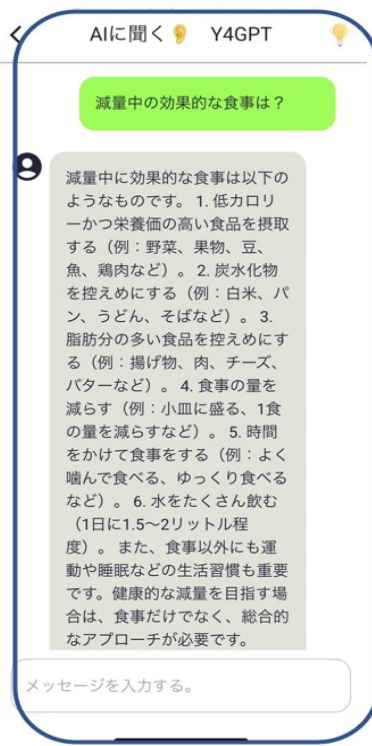 AIに聞く👂 Y4GPT 💡
減量中の効果的な食事は？
減量中に効果的な食事は以下の
ようなものです。 1. 低カロリ
ーかつ栄養価の高い食品を摂取
する（例：野菜、果物、豆、
魚、鶏肉など）。 2. 炭水化物
を控えめにする（例：白米、パ
ン、うどん、そばなど）。 3.
脂肪分の多い食品を控えめにす
る（例：揚げ物、肉、チーズ、
バターなど）。 4. 食事の量を
減らす（例：小皿に盛る、1食
の量を減らすなど）。 5. 時間
をかけて食事をする（例：よく
噛んで食べる、ゆっくり食べる
など）。 6. 水をたくさん飲む
（1日に1.5〜2リットル程
度）。 また、食事以外にも運
動や睡眠などの生活習慣も重要
です。健康的な減量を目指す場
合は、食事だけでなく、総合的
なアプローチが必要です。
メッセージを入力する。